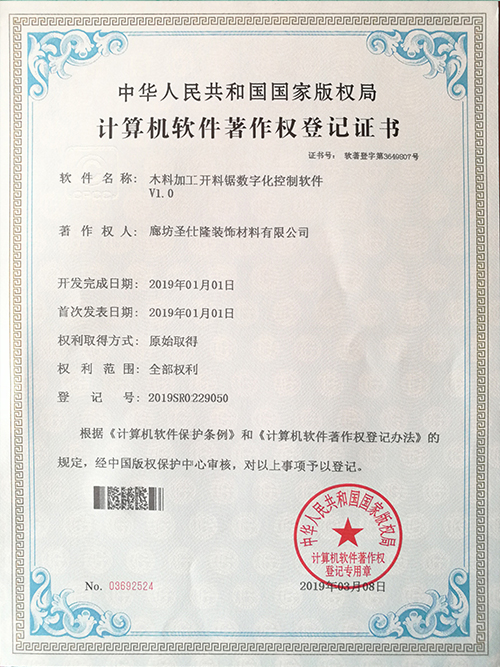 中华人民共和国国家版权局
计算机软件著作权登记证书
证书号: 软著登字第3649807号
软件名称: 木料加工开料锯数字化控制软件
V1.0
著作权人: 廊坊圣仕隆装饰材料有限公司
开发完成日期: 2019年01月01日
首次发表日期: 2019年01月01日
权利取得方式: 原始取得
权利范围: 全部权利
登记号: 2019SR0229050
根据《计算机软件保护条例》和《计算机软件著作权登记办法》的
规定，经中国版权保护中心审核，对以上事项予以登记。
中华人民共和国国家版权局
计算机软件著作权
登记专用章
No. 03692524
2019年03月08日